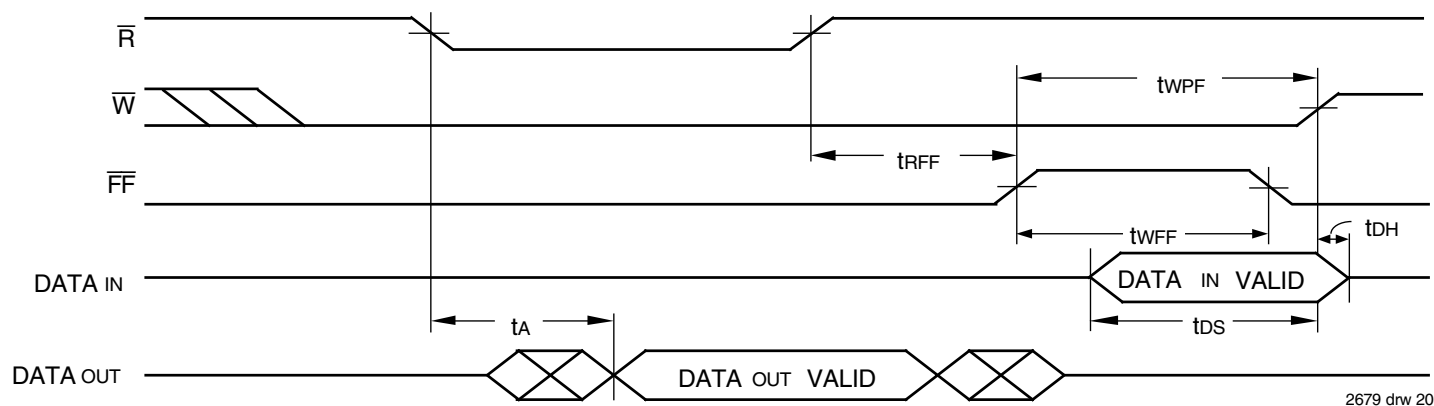 R
W
tWPF
tRFF
FF
tWFF
tDH
DATA IN
DATA IN VALID
tA
tDS
DATA OUT
DATA OUT VALID
2679 drw 20